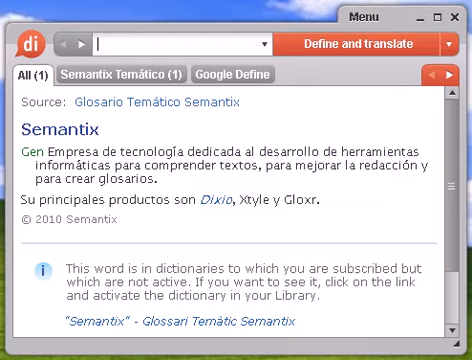 Menu
di
Define and translate
All (1)
Semantix Temático (1)
Google Define
Source: Glosario Temático Semantix
Semantix
Gen Empresa de tecnología dedicada al desarrollo de herramientas
informáticas para comprender textos, para mejorar la redacción y
para crear glosarios.
Su principales productos son Dixio, Xtyle y Gloxr.
© 2010 Semantix
i
This word is in dictionaries to which you are subscribed but
which are not active. If you want to see it, click on the link
and activate the dictionary in your Library.
"Semantix" - Glossari Temàtic Semantix